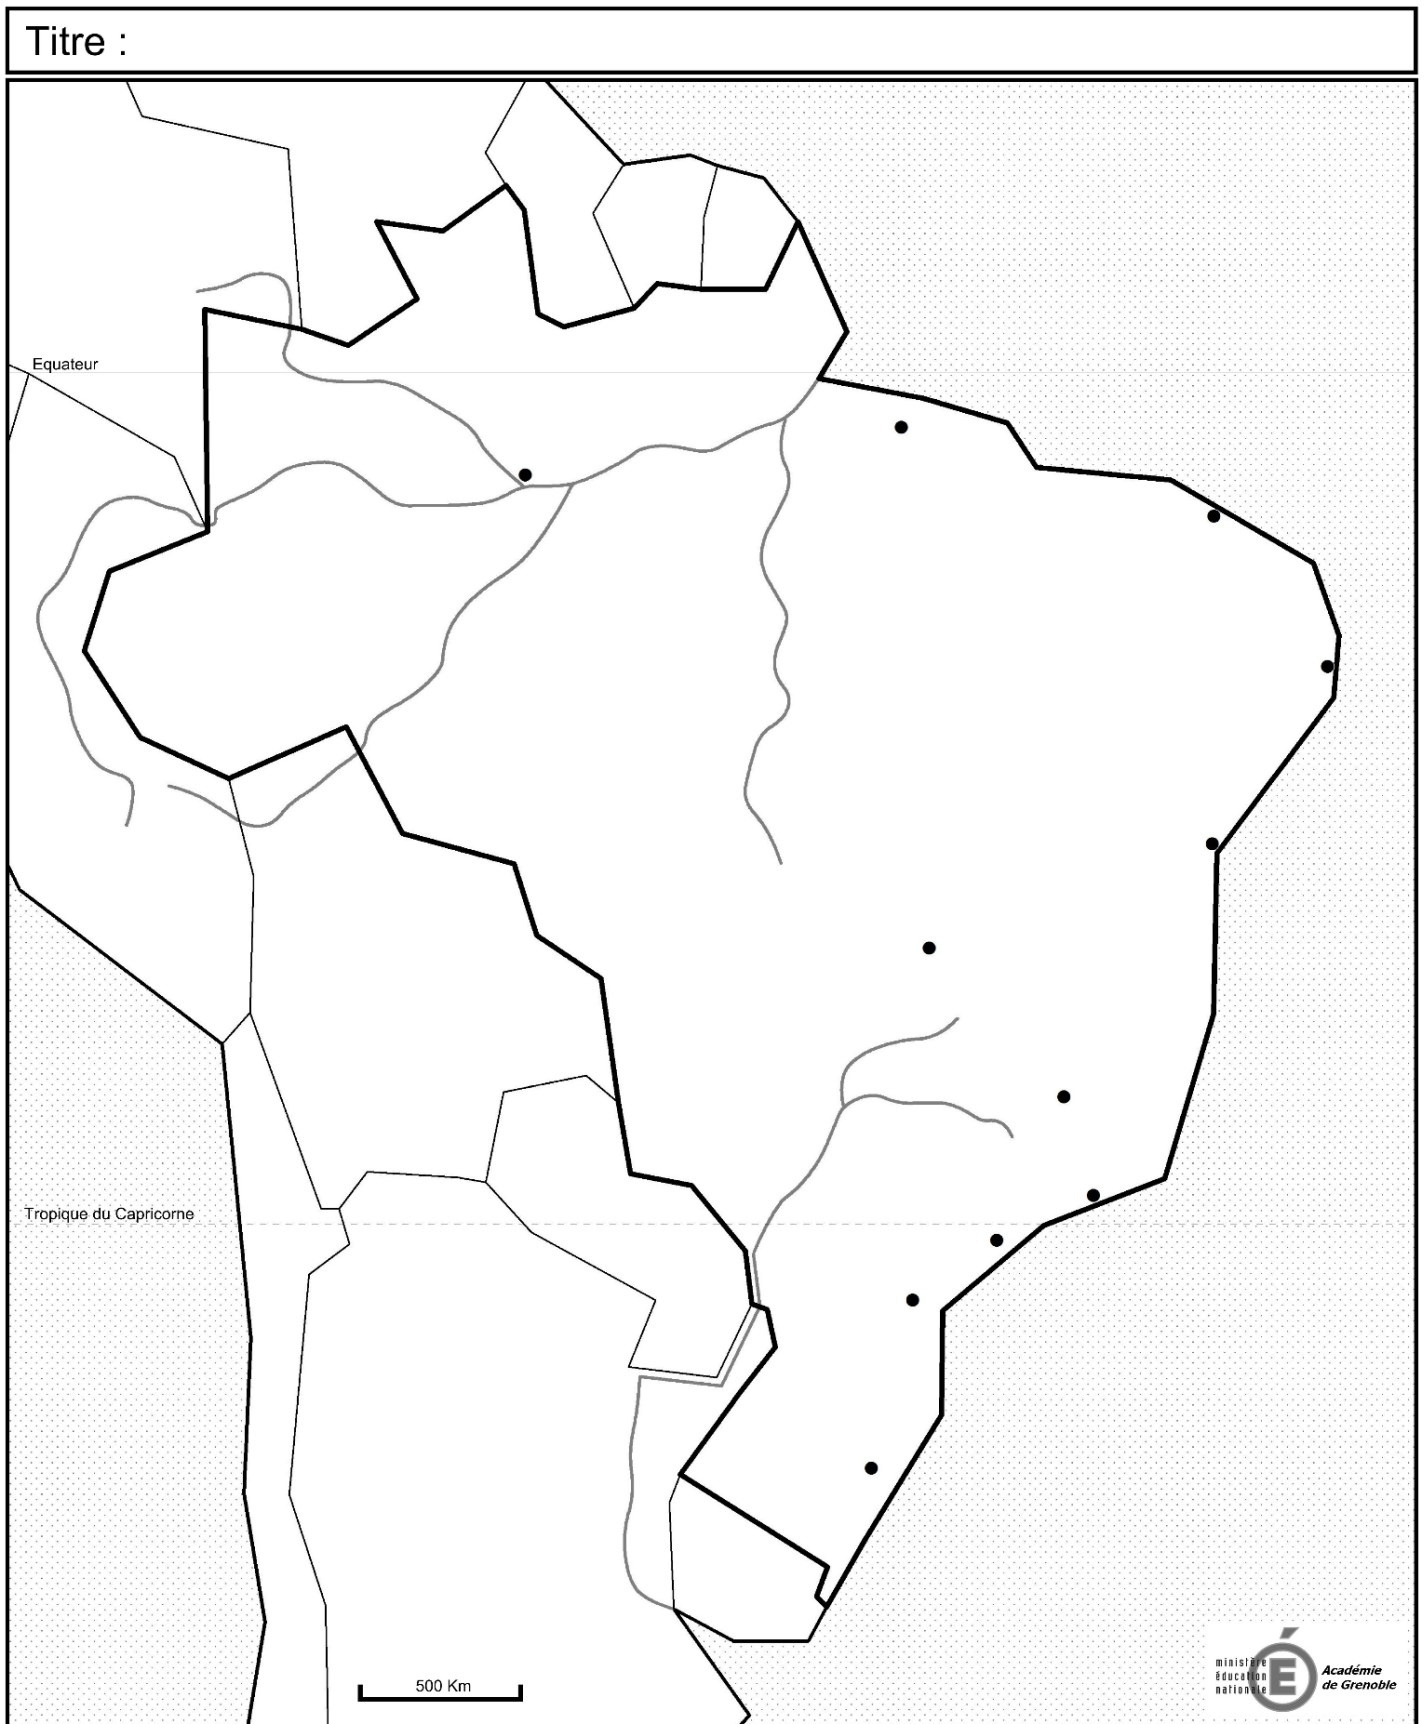 Titre :
Equateur
Tropique du Capricorne
500 Km
ministère
éducation
nationale
É
Académie
de Grenoble